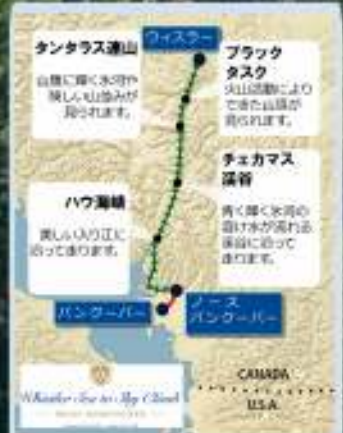 ウィスラー
タンタラス連山
山腹に輝く氷河や
険しい山並みが
見られます。
ブラック
タスク
火山活動により
できた山頂が
見られます。
チェカマス
渓谷
青く輝く氷河の
溶け水が流れる
渓谷に沿って
走ります。
ハウ海峡
美しい入り江に
沿って走ります。
バンクーバー
ノース
バンクーバー
Whistler Sea to Sky Climb
CANADA
U.S.A.